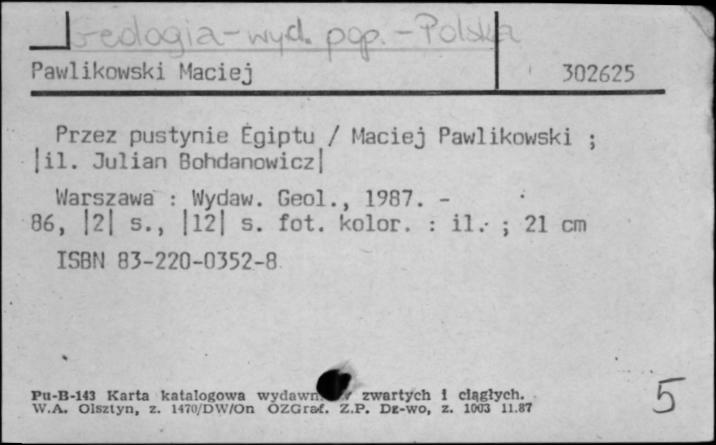 Geologia - wyd. pop. - Polska
Pawlikowski Maciej 302625
Przez pustynie Egiptu / Maciej Pawlikowski ;
|il. Julian Bohdanowicz|
Warszawa : Wydaw. Geol., 1987. -
86, |2| s., |12| s. fot. kolor. : il. ; 21 cm
ISBN 83-220-0352-8
Pu-B-143 Karta katalogowa wydawn zwartych i ciągłych.
W.A. Olsztyn, z. 1470/DW/On OZGraf. Z.P. Dz-wo, z. 1003 11.87
5